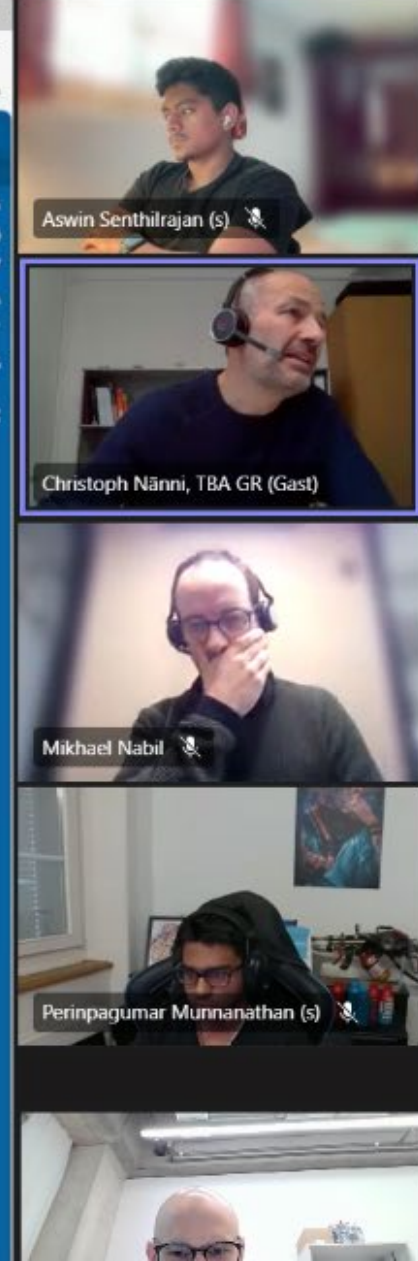 Aswin Senthilrajan (s)
Christoph Nänni, TBA GR (Gast)
Mikhael Nabil
Perinpagumar Munnanathan (s)